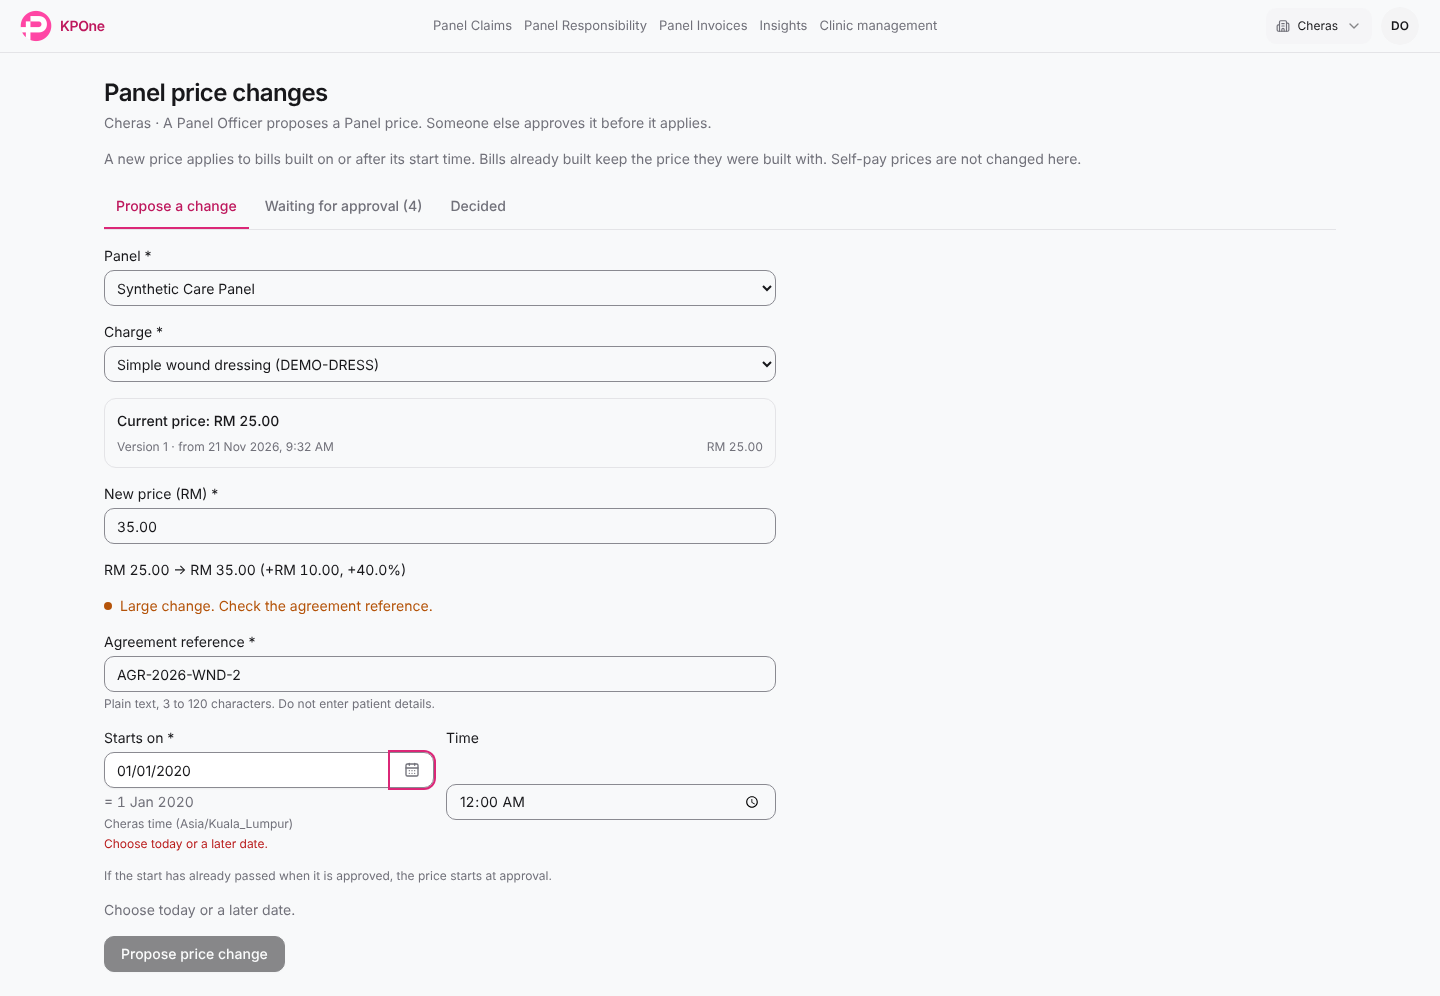 KPOne
Panel Claims Panel Responsibility Panel Invoices Insights Clinic management
Cheras
DO
Panel price changes
Cheras · A Panel Officer proposes a Panel price. Someone else approves it before it applies.
A new price applies to bills built on or after its start time. Bills already built keep the price they were built with. Self-pay prices are not changed here.
Propose a change Waiting for approval (4) Decided
Panel *
Synthetic Care Panel
Charge *
Simple wound dressing (DEMO-DRESS)
Current price: RM 25.00
Version 1 · from 21 Nov 2026, 9:32 AM RM 25.00
New price (RM) *
35.00
RM 25.00 → RM 35.00 (+RM 10.00, +40.0%)
Large change. Check the agreement reference.
Agreement reference *
AGR-2026-WND-2
Plain text, 3 to 120 characters. Do not enter patient details.
Starts on * Time
01/01/2020
= 1 Jan 2020 12:00 AM
Cheras time (Asia/Kuala_Lumpur)
Choose today or a later date.
If the start has already passed when it is approved, the price starts at approval.
Choose today or a later date.
Propose price change